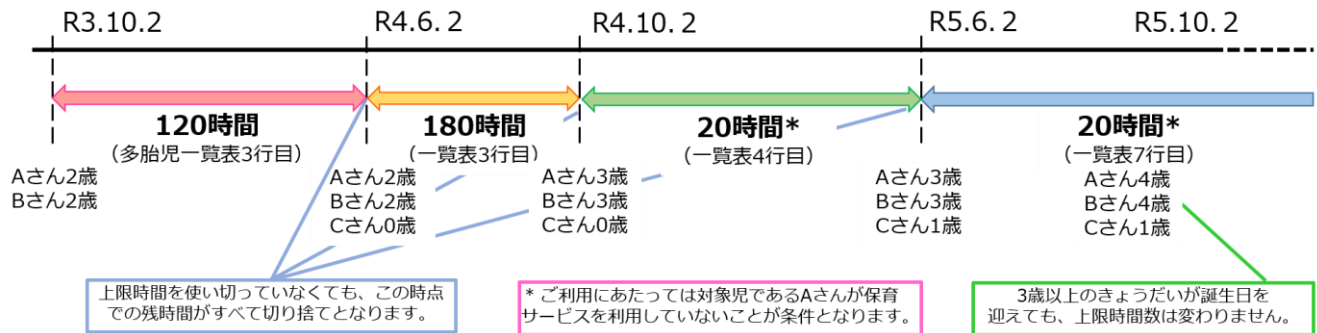 R3.10.2
R4.6.2
R4.10.2
R5.6.2
R5.10.2
120時間
(多胎児一覧表3行目)
180時間
(一覧表3行目)
20時間*
(一覧表4行目)
20時間*
(一覧表7行目)
Aさん2歳
Bさん2歳
Aさん2歳
Bさん2歳
Cさん0歳
Aさん3歳
Bさん3歳
Cさん0歳
Aさん3歳
Bさん3歳
Cさん1歳
Aさん4歳
Bさん4歳
Cさん1歳
上限時間を使い切っていなくても、この時点
での残時間がすべて切り捨てとなります。
* ご利用にあたっては対象児であるAさんが保育
サービスを利用していないことが条件となります。
3歳以上のきょうだいが誕生日を
迎えても、上限時間数は変わりません。